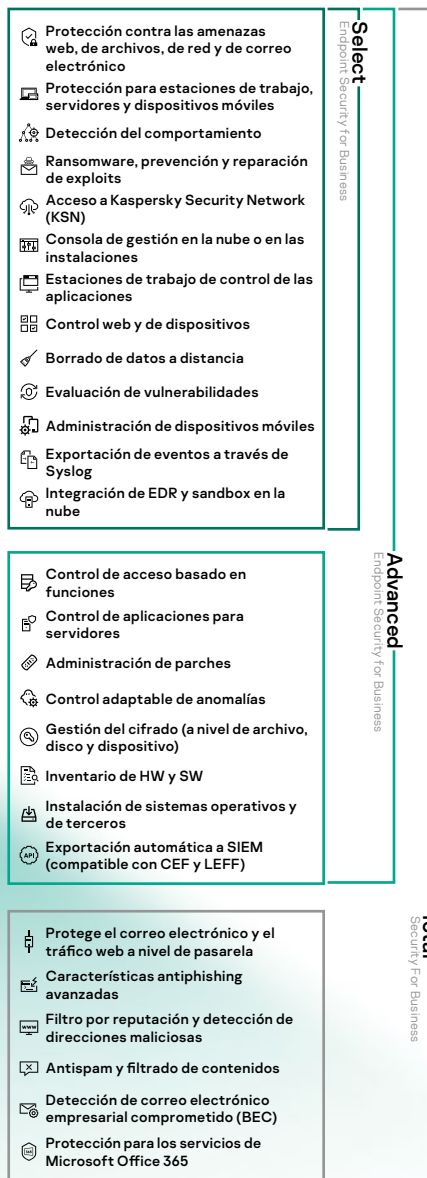 Protección contra las amenazas
web, de archivos, de red y de correo
electrónico
Protección para estaciones de trabajo,
servidores y dispositivos móviles
Detección del comportamiento
Ransomware, prevención y reparación
de exploits
Acceso a Kaspersky Security Network
(KSN)
Consola de gestión en la nube o en las
instalaciones
Estaciones de trabajo de control de las
aplicaciones
Control web y de dispositivos
Borrado de datos a distancia
Evaluación de vulnerabilidades
Administración de dispositivos móviles
Exportación de eventos a través de
Syslog
Integración de EDR y sandbox en la
nube
Select
Endpoint Security for Business
Control de acceso basado en
funciones
Control de aplicaciones para
servidores
Administración de parches
Control adaptable de anomalías
Gestión del cifrado (a nivel de archivo,
disco y dispositivo)
Inventario de HW y SW
Instalación de sistemas operativos y
de terceros
API
Exportación automática a SIEM
(compatible con CEF y LEFF)
Advanced
Endpoint Security for Business
Protege el correo electrónico y el
tráfico web a nivel de pasarela
Características antiphishing
avanzadas
www
Filtro por reputación y detección de
direcciones maliciosas
Antispam y filtrado de contenidos
Detección de correo electrónico
empresarial comprometido (BEC)
Protección para los servicios de
Microsoft Office 365
Security For Business